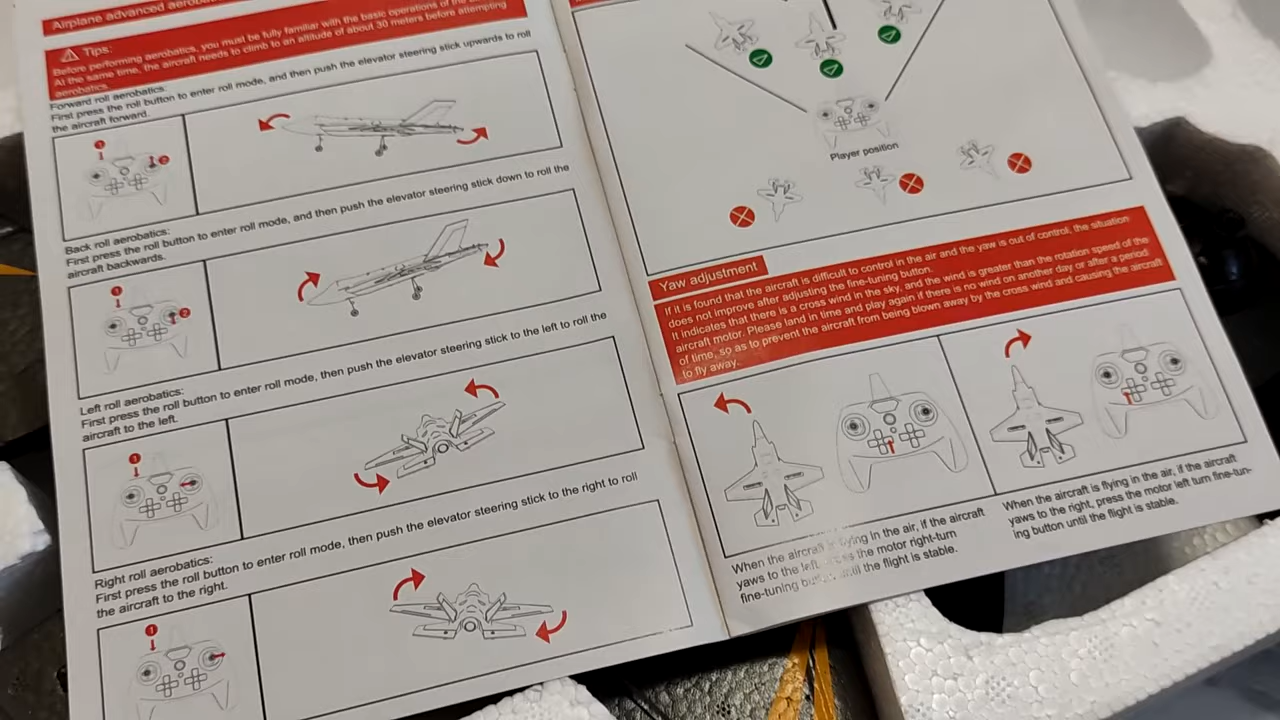 Airplane advanced
Tips:
Before performing aerobatics, you must be fully familiar with the basic operations of the
At the same time, the aircraft needs to climb to an altitude of about 30 meters before attempting
aerobatics.
Forward roll aerobatics:
First press the roll button to enter roll mode, and then push the elevator steering stick upwards to roll
the aircraft forward.
1
2
Back roll aerobatics:
First press the roll button to enter roll mode, and then push the elevator steering stick down to roll the
aircraft backwards.
1
2
Left roll aerobatics:
First press the roll button to enter roll mode, then push the elevator steering stick to the left to roll the
aircraft to the left.
1
Right roll aerobatics:
First press the roll button to enter roll mode, then push the elevator steering stick to the right to roll
the aircraft to the right.
1
Player position
Yaw adjustment
If it is found that the aircraft is difficult to control in the air and the yaw is out of control, the situation
does not improve after adjusting the fine-tuning button.
It indicates that there is a cross wind in the sky, and the wind is greater than the rotation speed of the
aircraft motor. Please land in time and play again if there is no wind on another day or after a period
of time, so as to prevent the aircraft from being blown away by the cross wind and causing the aircraft
to fly away.
When the aircraft is flying in the air, if the aircraft
yaws to the left, press the motor right-turn
fine-tuning button until the flight is stable.
When the aircraft is flying in the air, if the aircraft
yaws to the right, press the motor left turn fine-tun-
ing button until the flight is stable.